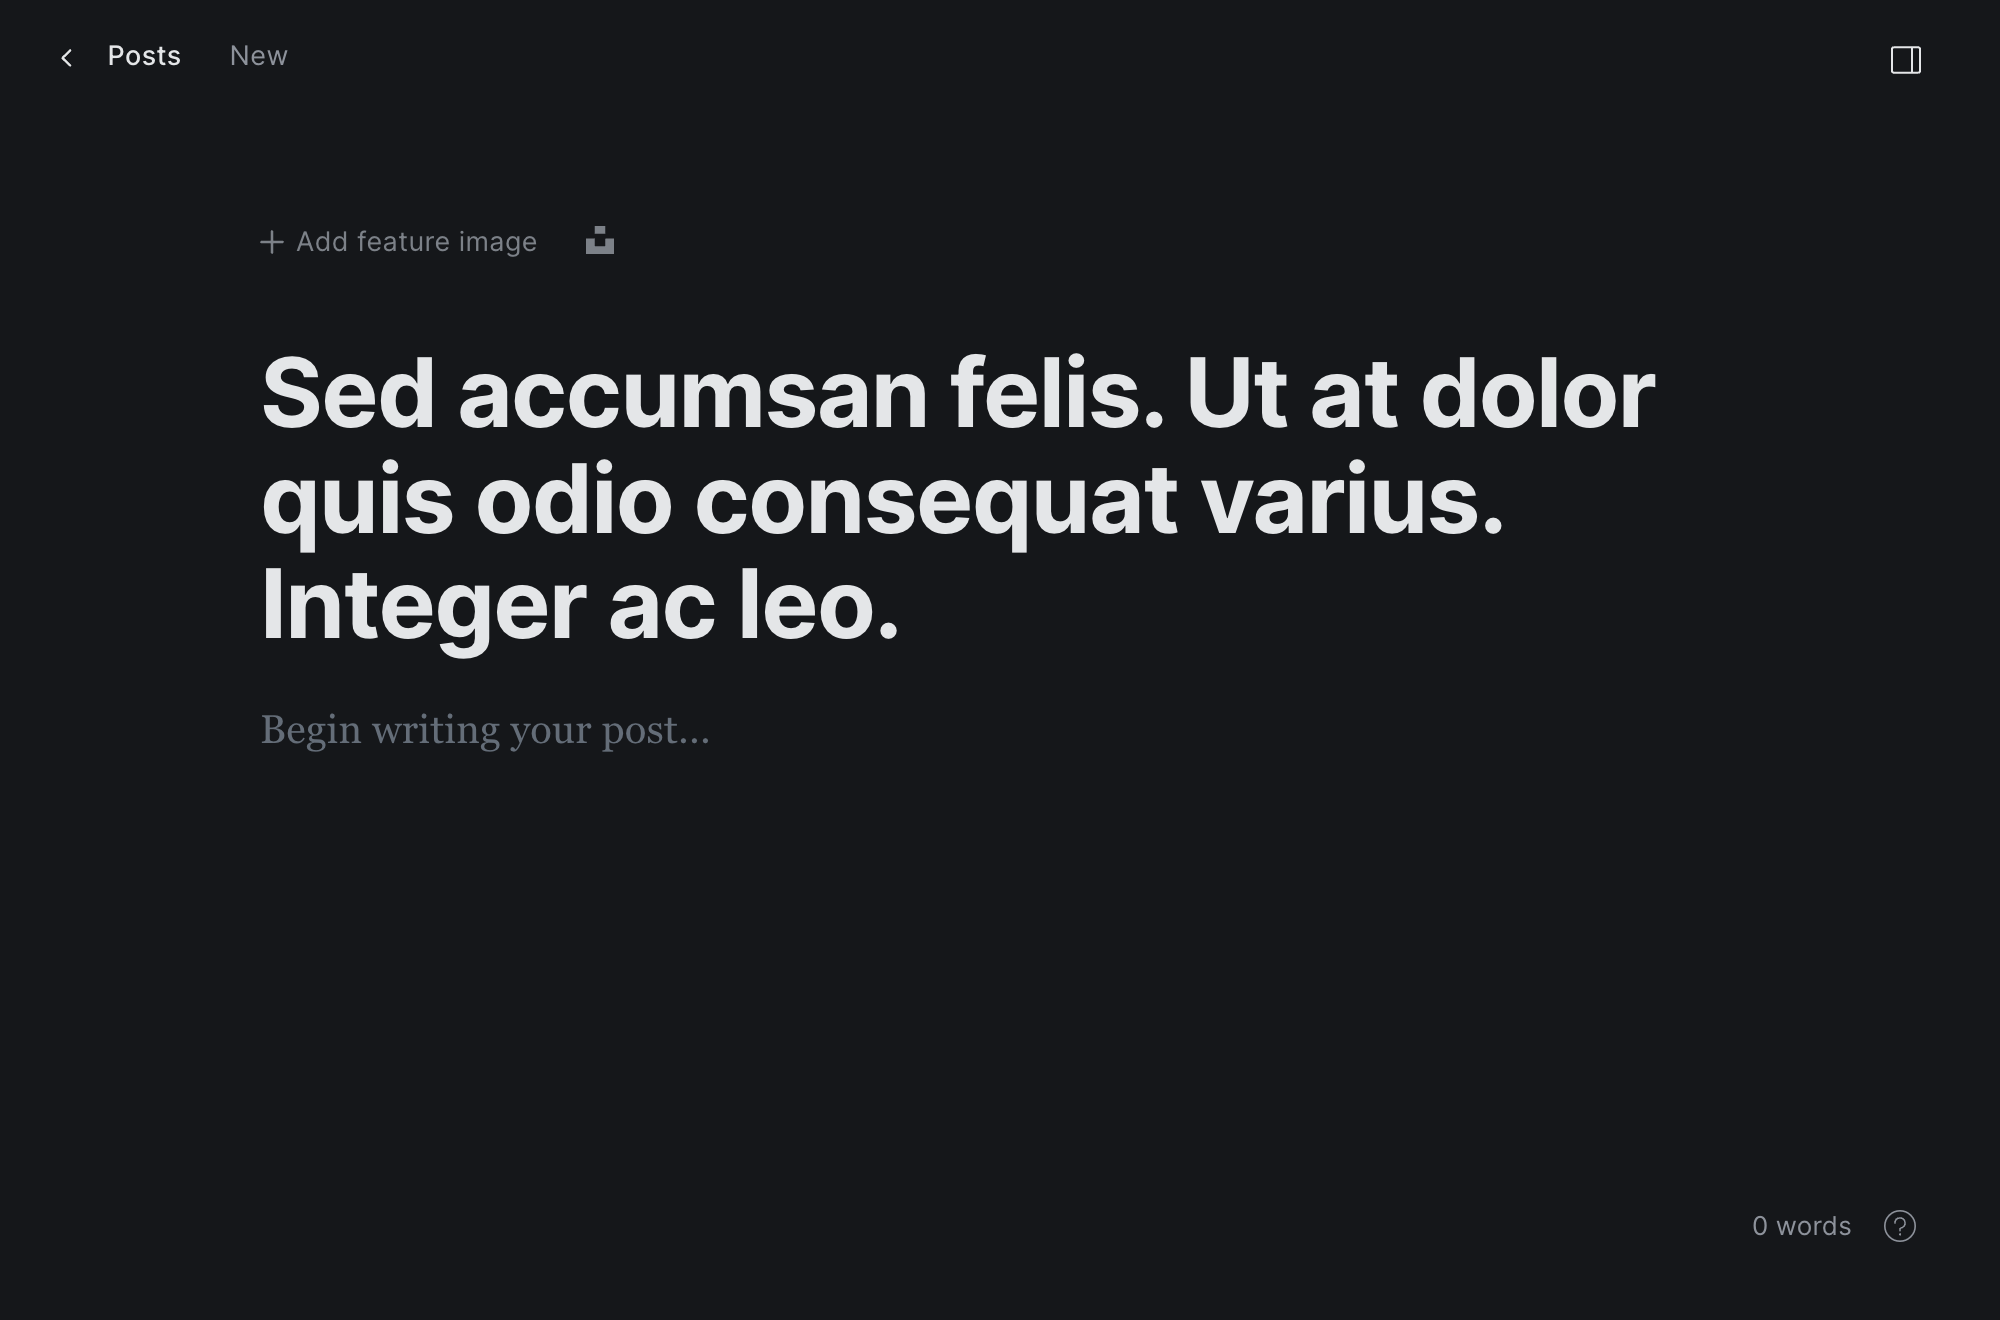 Posts New
Add feature image
Sed accumsan felis. Ut at dolor
quis odio consequat varius.
Integer ac leo.
Begin writing your post...
0 words